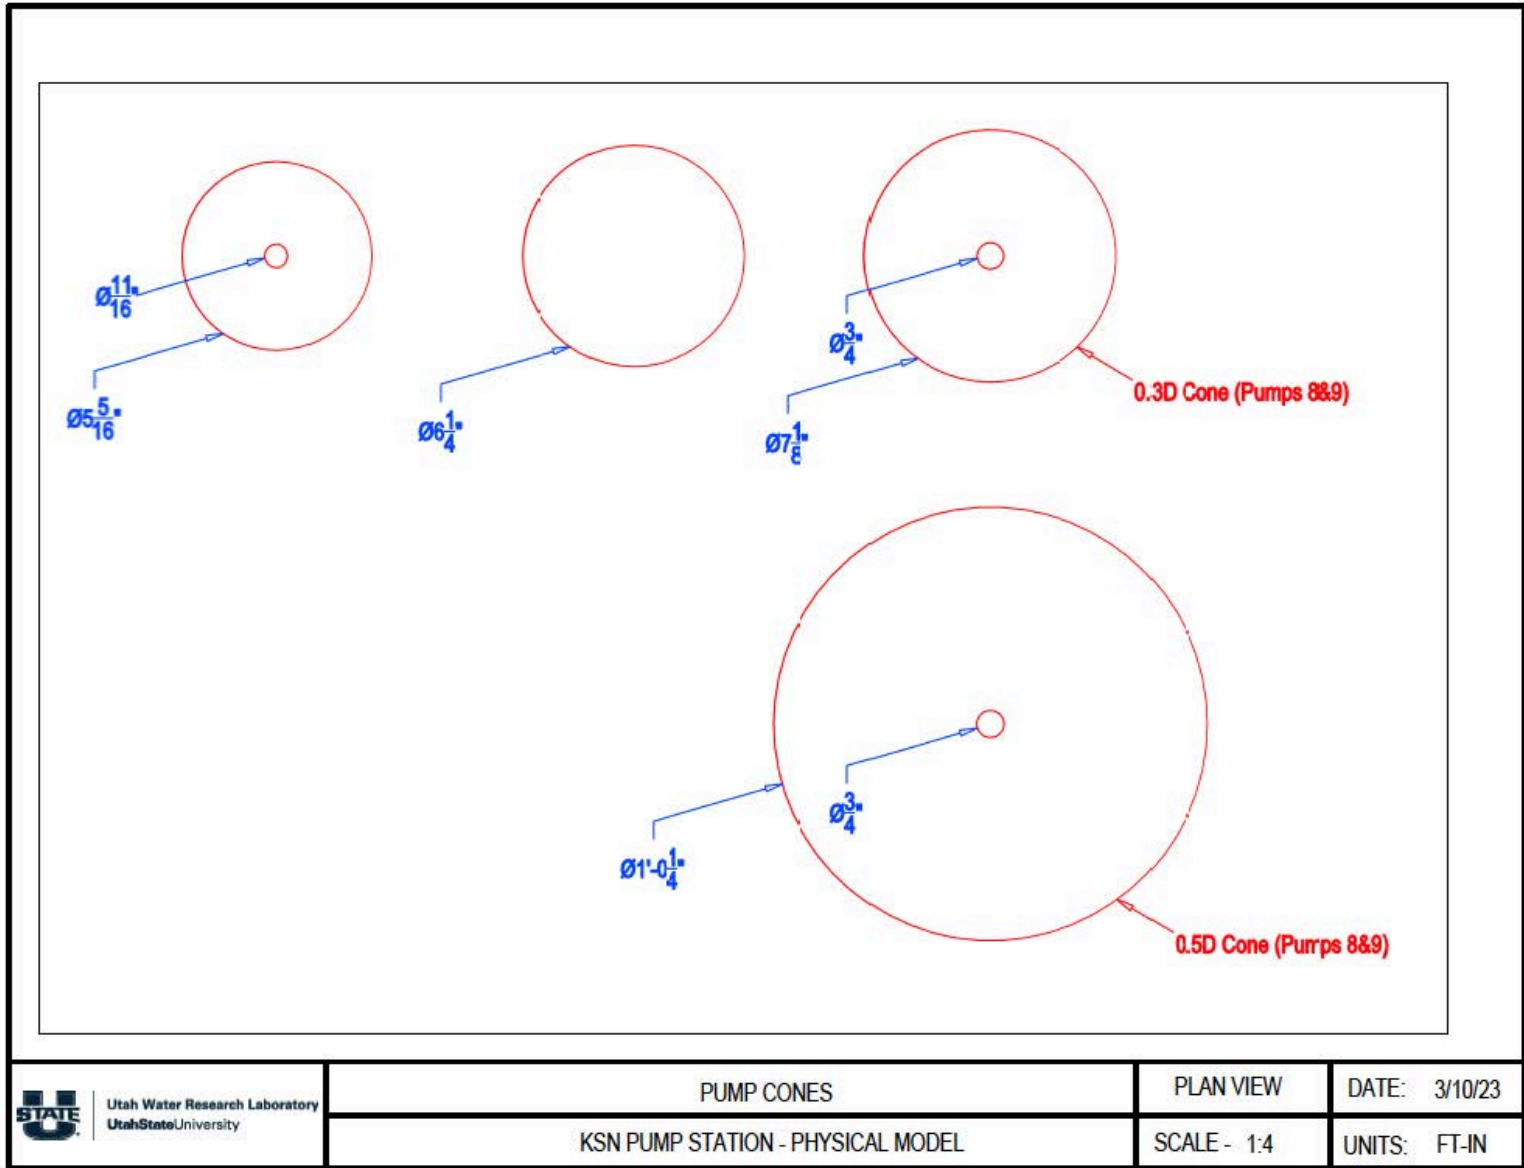 Ø11/16"
Ø5 5/16"
Ø6 1/4"
Ø3/4"
Ø7 1/8"
0.3D Cone (Pumps 8&9)
Ø3/4"
Ø1'-0 1/4"
0.5D Cone (Pumps 8&9)
U STATE
Utah Water Research Laboratory
UtahStateUniversity
PUMP CONES
KSN PUMP STATION - PHYSICAL MODEL
PLAN VIEW
SCALE - 1:4
DATE: 3/10/23
UNITS: FT-IN